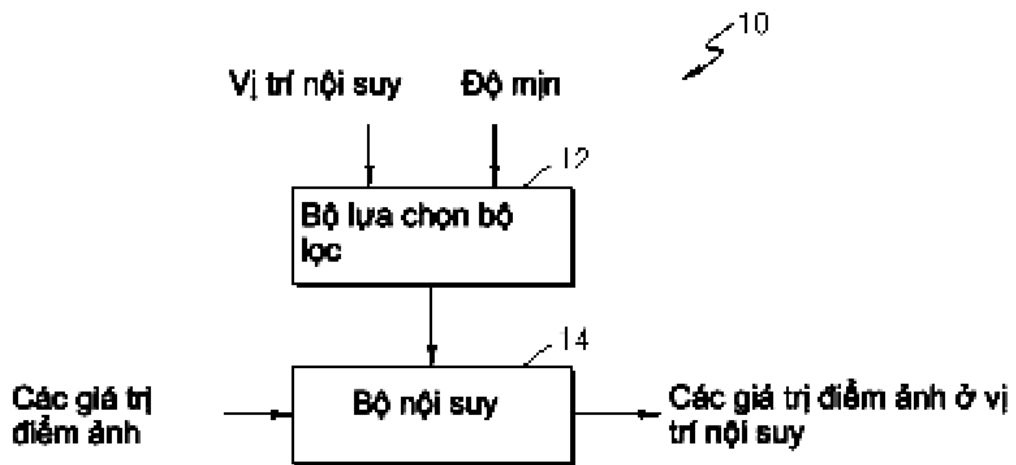 10
Vị trí nội suy Độ mịn
12
Bộ lựa chọn bộ
lọc
14
Các giá trị
điểm ảnh
Bộ nội suy
Các giá trị điểm ảnh ở vị
trí nội suy